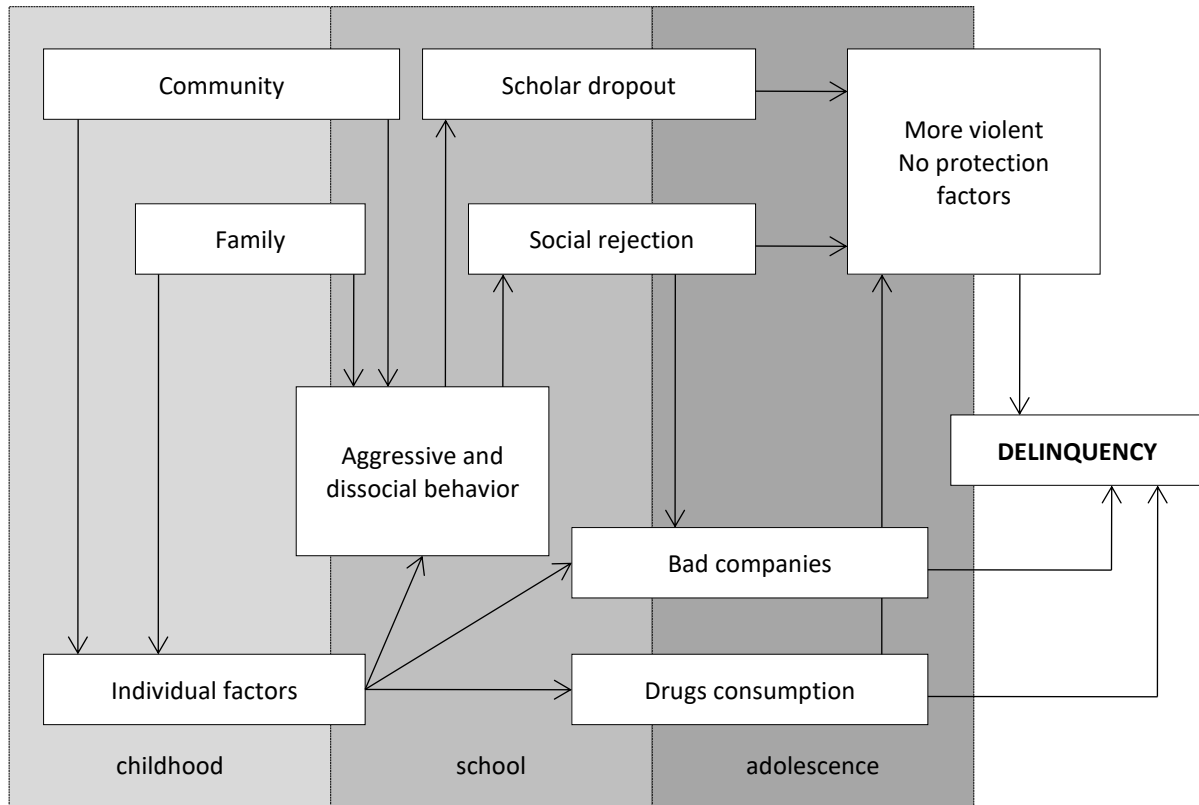 Community
Scholar dropout
More violent
No protection
factors
Family
Social rejection
Aggressive and
dissocial behavior
DELINQUENCY
Bad companies
Individual factors
Drugs consumption
childhood
school
adolescence